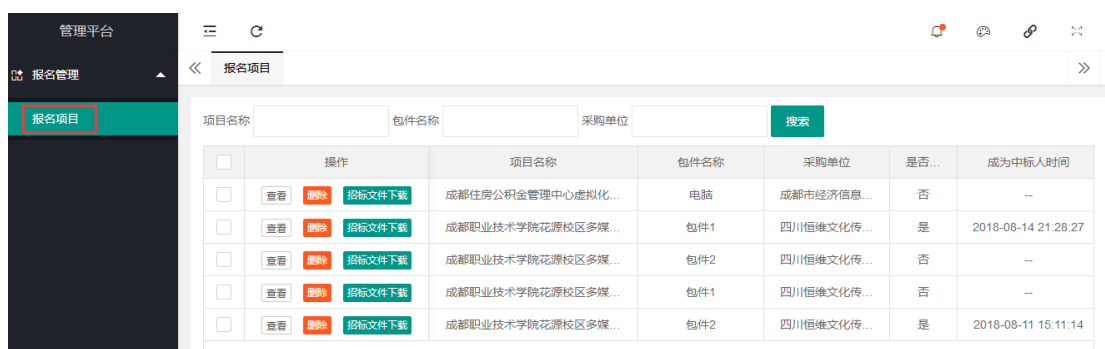 管理平台
报名管理
报名项目
报名项目
项目名称 包件名称 采购单位 搜索
操作 项目名称 包件名称 采购单位 是否... 成为中标人时间
查看 删除 招标文件下载 成都住房公积金管理中心虚拟化... 电脑 成都市经济信息... 否 --
查看 删除 招标文件下载 成都职业技术学院花源校区多媒... 包件1 四川恒维文化传... 是 2018-08-14 21:28:27
查看 删除 招标文件下载 成都职业技术学院花源校区多媒... 包件2 四川恒维文化传... 否 --
查看 删除 招标文件下载 成都职业技术学院花源校区多媒... 包件1 四川恒维文化传... 否 --
查看 删除 招标文件下载 成都职业技术学院花源校区多媒... 包件2 四川恒维文化传... 是 2018-08-11 15:11:14